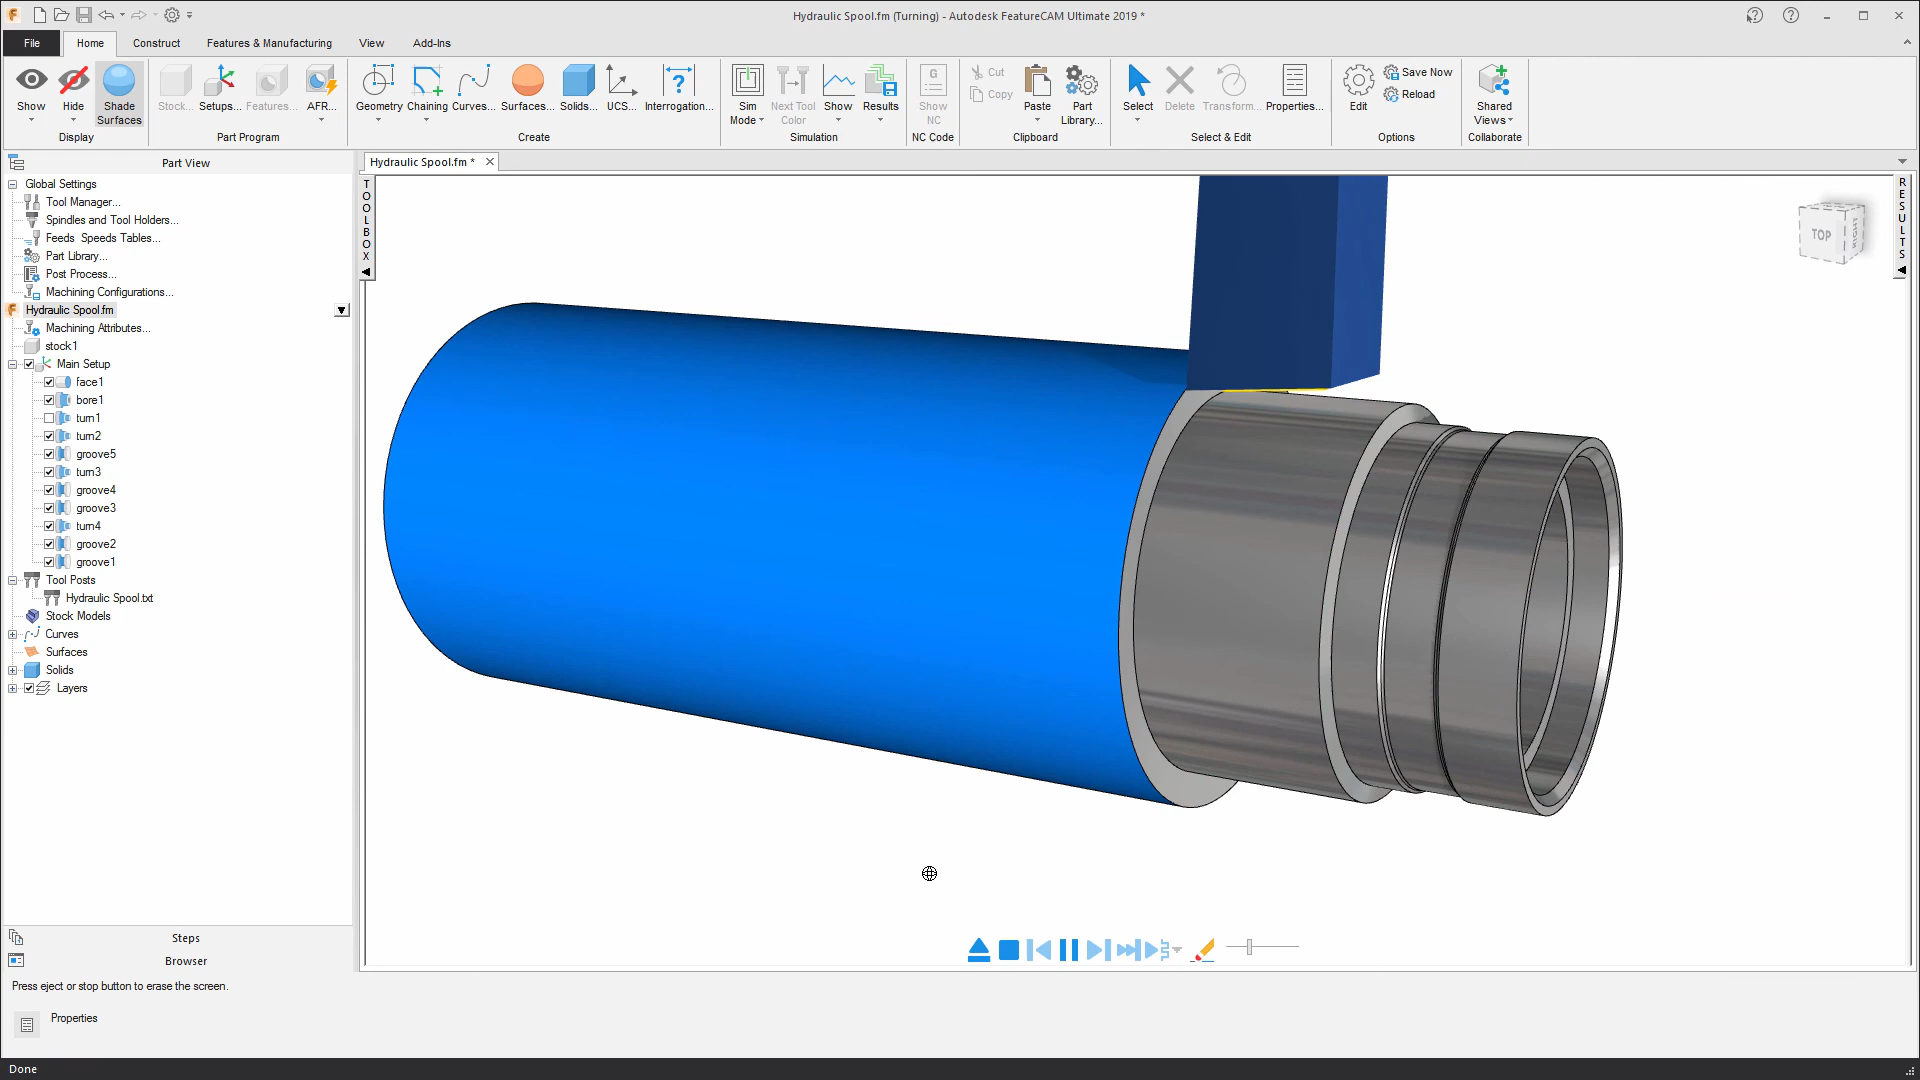 Hydraulic Spool.fm (Turning) - Autodesk FeatureCAM Ultimate 2019 *
File Home Construct Features & Manufacturing View Add-Ins
Show Hide Shade Surfaces
Stock... Setups... Features... AFR...
Geometry Chaining Curves... Surfaces... Solids... UCS... Interrogation...
Sim Mode Next Tool Color Show Results
Show NC
Cut
Copy
Paste Part Library...
Select Delete Transform... Properties...
Edit Save Now
Reload
Shared Views
Display Part Program Create Simulation NC Code Clipboard Select & Edit Options Collaborate
Part View
Hydraulic Spool.fm *
Global Settings
Tool Manager...
Spindles and Tool Holders...
Feeds Speeds Tables...
Part Library...
Post Process...
Machining Configurations...
Hydraulic Spool.fm
Machining Attributes...
stock1
Main Setup
face1
bore1
turn1
turn2
groove5
turn3
groove4
groove3
turn4
groove2
groove1
Tool Posts
Hydraulic Spool.txt
Stock Models
Curves
Surfaces
Solids
Layers
TOOLBOX
TOP
RIGHT
RESULTS
Steps
Browser
Press eject or stop button to erase the screen.
Properties
Done